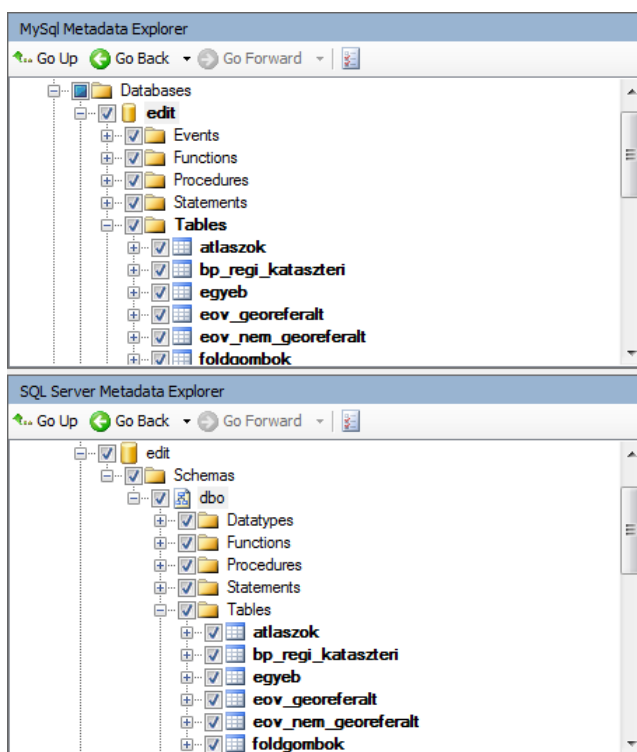 MySql Metadata Explorer
Go Up Go Back Go Forward
Databases
edit
Events
Functions
Procedures
Statements
Tables
atlaszok
bp_regi_kataszteri
egyeb
eov_georeferalt
eov_nem_georeferalt
foldgombok
SQL Server Metadata Explorer
Go Up Go Back Go Forward
edit
Schemas
dbo
Datatypes
Functions
Procedures
Statements
Tables
atlaszok
bp_regi_kataszteri
egyeb
eov_georeferalt
eov_nem_georeferalt
foldgombok